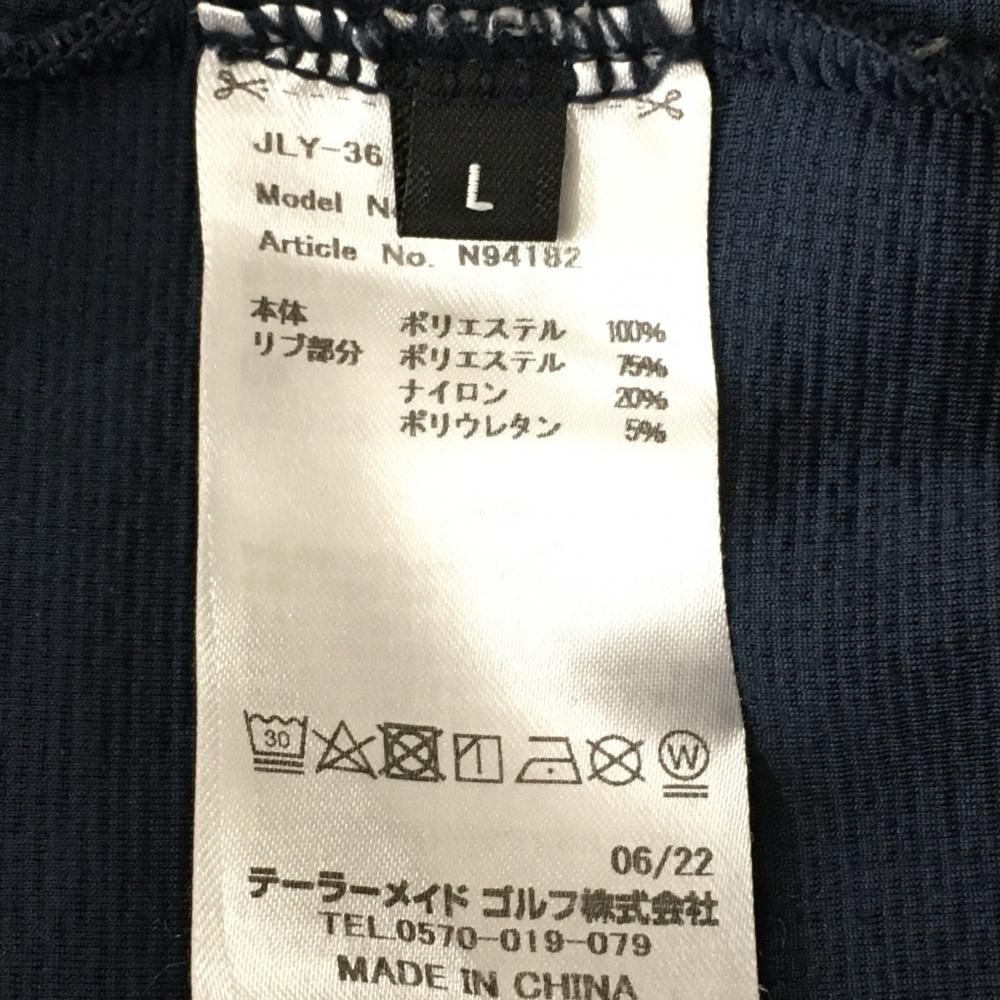 L
JLY-36
Model
Article No. N94182
本体 ポリエステル 100%
リブ部分 ポリエステル 75%
ナイロン 20%
ポリウレタン 5%
30
W
06/22
テーラーメイド ゴルフ株式会社
TEL.0570-019-079
MADE IN CHINA